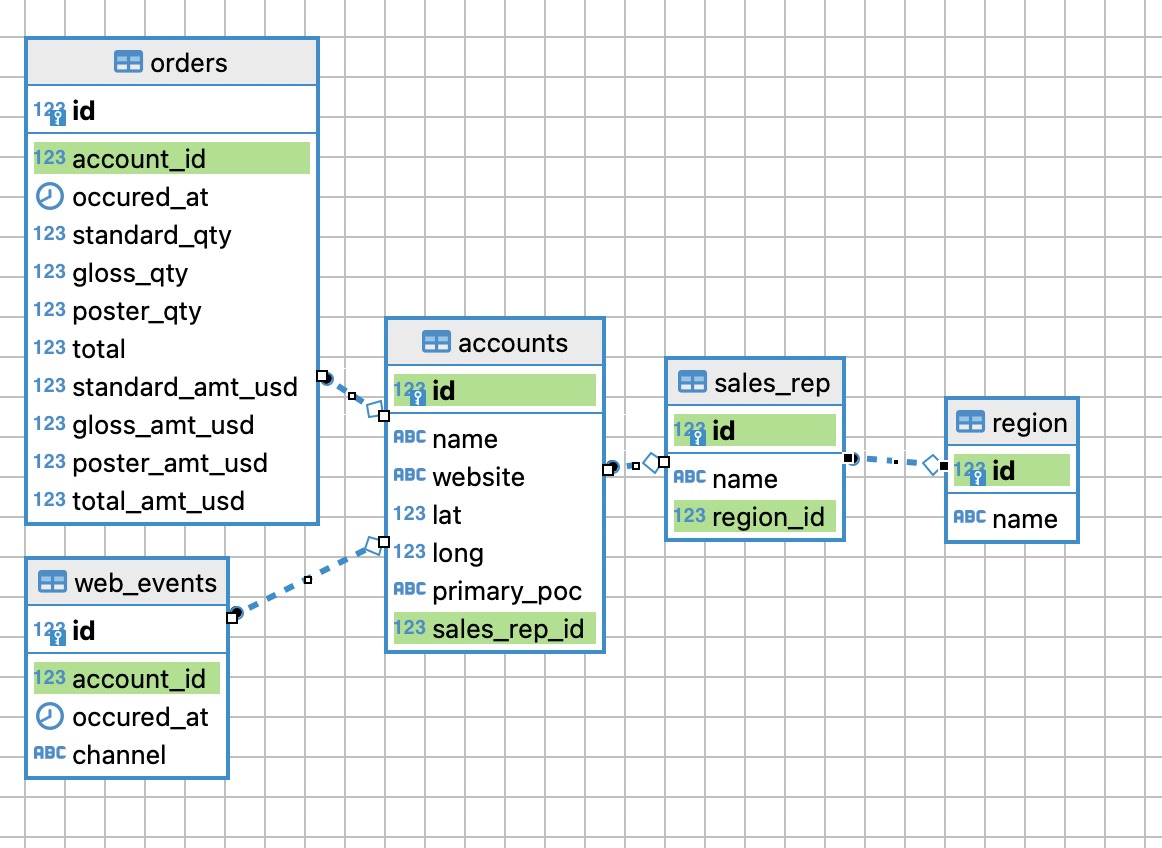 orders
123 id
123 account_id
occured_at
123 standard_qty
123 gloss_qty
123 poster_qty
123 total
123 standard_amt_usd
123 gloss_amt_usd
123 poster_amt_usd
123 total_amt_usd
web_events
123 id
123 account_id
occured_at
ABC channel
accounts
123 id
ABC name
ABC website
123 lat
123 long
ABC primary_poc
123 sales_rep_id
sales_rep
123 id
ABC name
123 region_id
region
123 id
ABC name